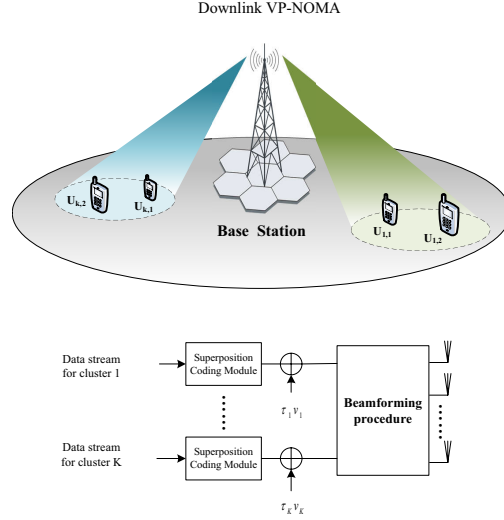 Downlink VP-NOMA
U_{k,2}
U_{k,1}
Base Station
U_{1,1}
U_{1,2}
Data stream
for cluster 1
Superposition
Coding Module
τ_1 v_1
Beamforming
procedure
Data stream
for cluster K
Superposition
Coding Module
τ_K v_K